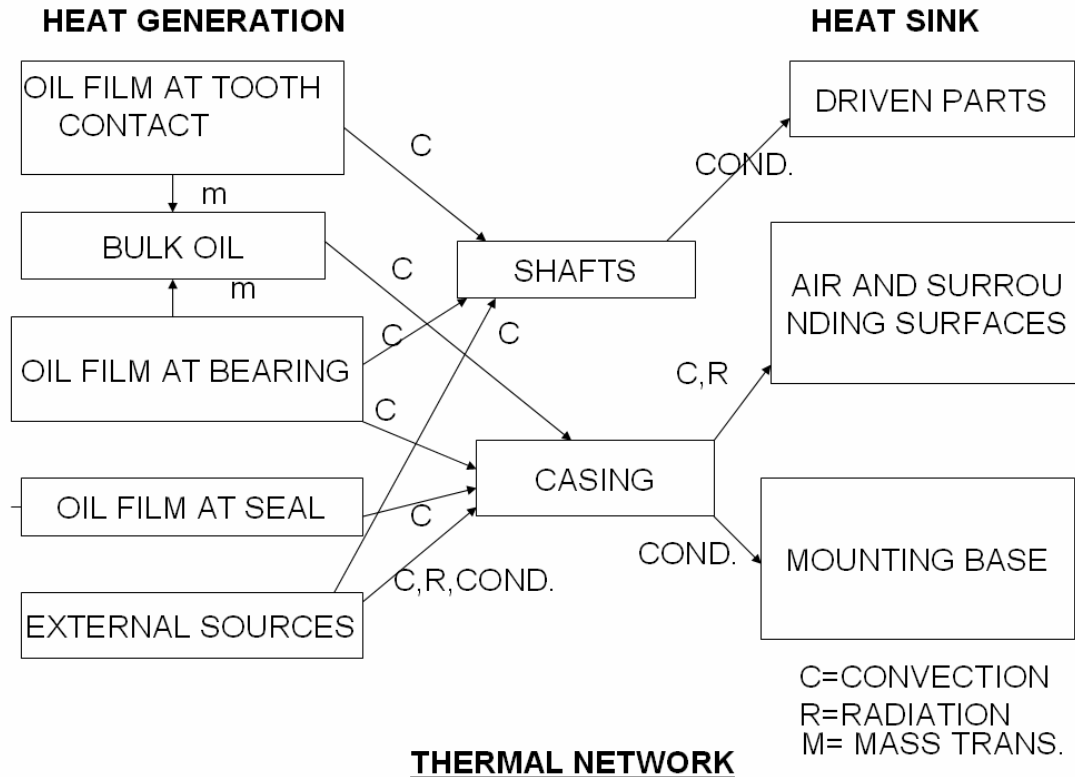 HEAT GENERATION
HEAT SINK
OIL FILM AT TOOTH
CONTACT
DRIVEN PARTS
C
COND.
m
BULK OIL
C
SHAFTS
AIR AND SURROU
NDING SURFACES
m
C
C
OIL FILM AT BEARING
C,R
C
CASING
OIL FILM AT SEAL
C
COND.
MOUNTING BASE
C,R,COND.
EXTERNAL SOURCES
C=CONVECTION
R=RADIATION
M= MASS TRANS.
THERMAL NETWORK